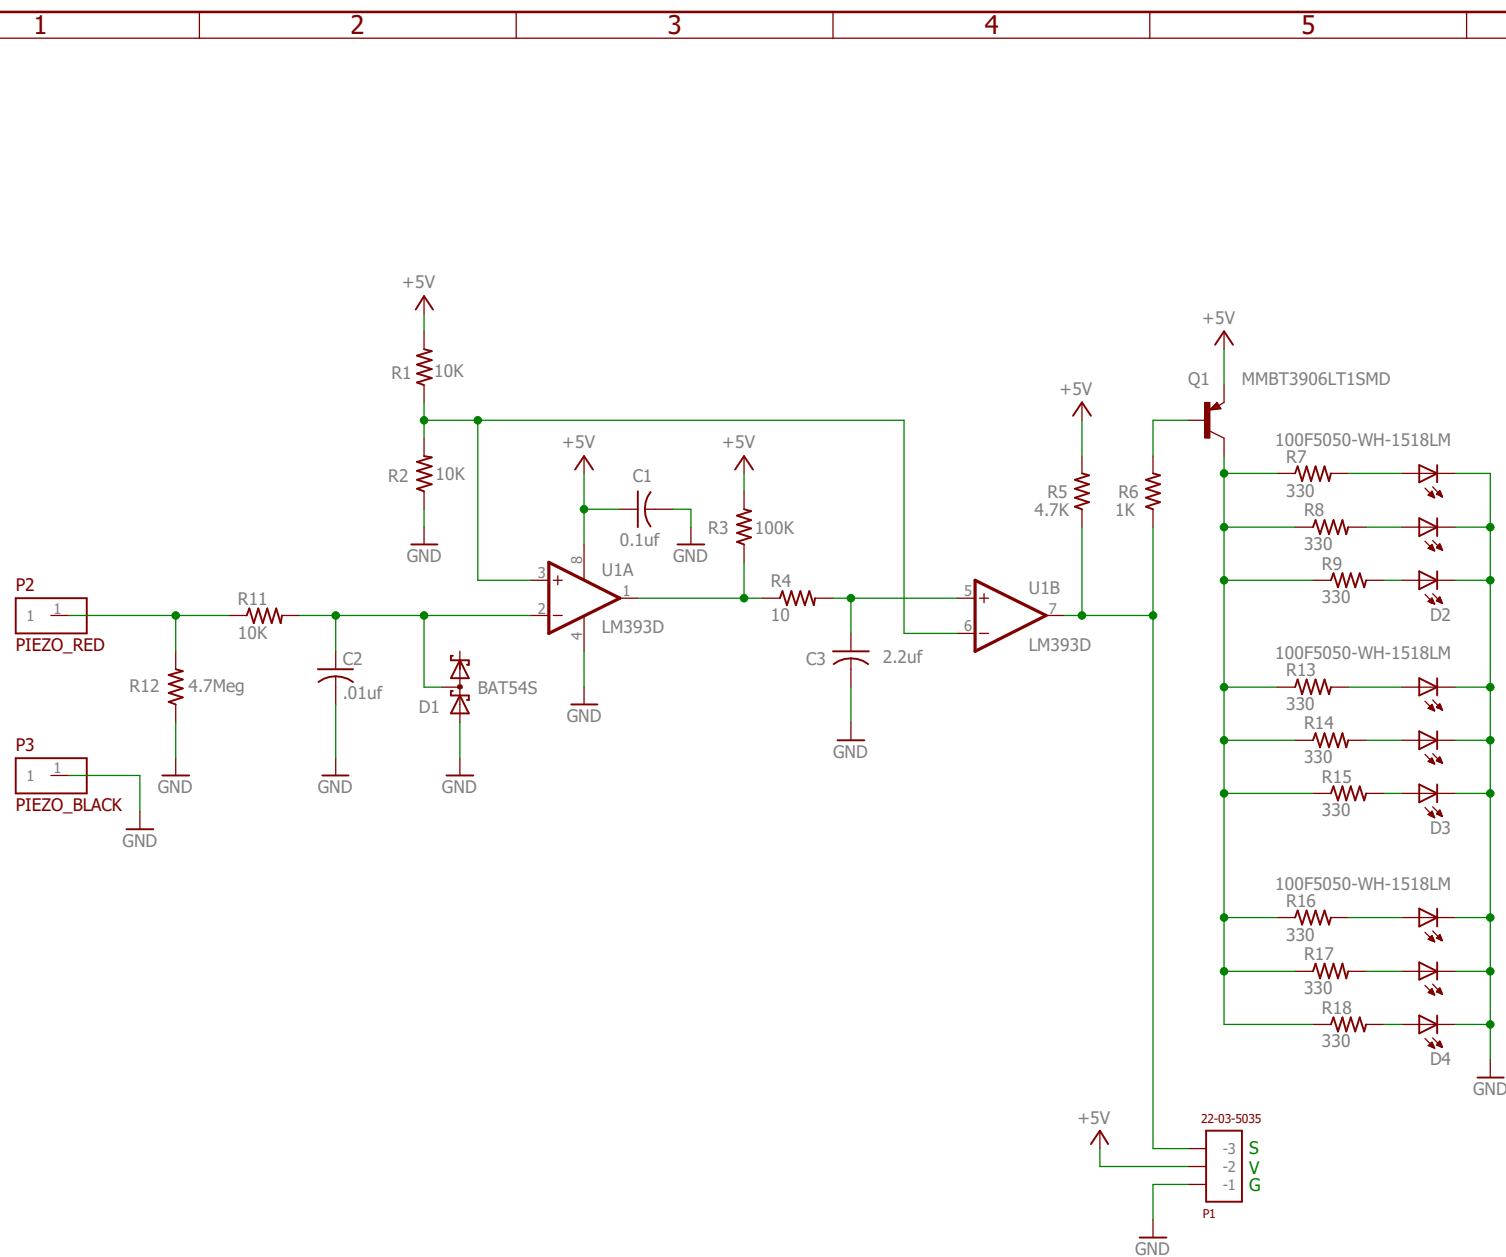 1 2 3 4 5
+5V
R1 10K
R2 10K
GND
+5V
C1
0.1uf
GND
+5V
R3 100K
8
3
2
1
4
U1A
LM393D
GND
P2
1 1
PIEZO_RED
R11
10K
R12 4.7Meg
GND
C2
.01uf
GND
D1
BAT54S
GND
P3
1 1
PIEZO_BLACK
GND
R4
10
C3 2.2uf
GND
5
6
7
U1B
LM393D
+5V
R5
4.7K
R6
1K
+5V
Q1 MMBT3906LT1SMD
100F5050-WH-1518LM
R7
330
R8
330
R9
330
D2
100F5050-WH-1518LM
R13
330
R14
330
R15
330
D3
100F5050-WH-1518LM
R16
330
R17
330
R18
330
D4
GND
+5V
22-03-5035
-3 S
-2 V
-1 G
P1
GND